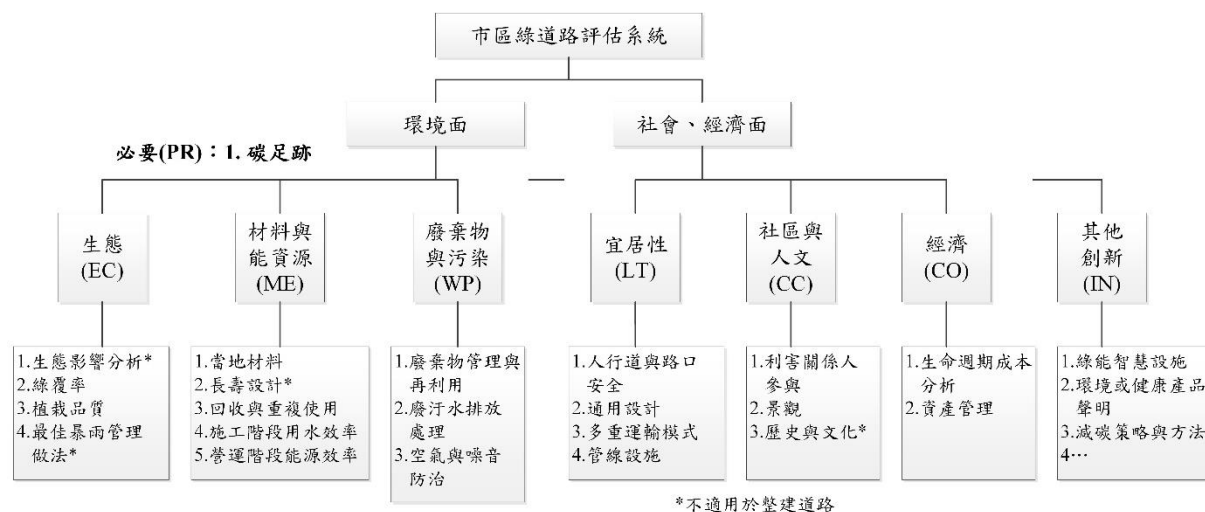 市區綠道路評估系統
環境面
社會、經濟面
必要(PR)：1. 碳足跡
生態
(EC)
材料與
能資源
(ME)
廢棄物
與污染
(WP)
宜居性
(LT)
社區與
人文
(CC)
經濟
(CO)
其他
創新
(IN)
1.生態影響分析*
2.綠覆率
3.植栽品質
4.最佳暴雨管理
做法*
1.當地材料
2.長壽設計*
3.回收與重複使用
4.施工階段用水效率
5.營運階段能源效率
1.廢棄物管理與
再利用
2.廢汙水排放
處理
3.空氣與噪音
防治
1.人行道與路口
安全
2.通用設計
3.多重運輸模式
4.管線設施
1.利害關係人
參與
2.景觀
3.歷史與文化*
1.生命週期成本
分析
2.資產管理
1.綠能智慧設施
2.環境或健康產品
聲明
3.減碳策略與方法
4…
*不適用於整建道路